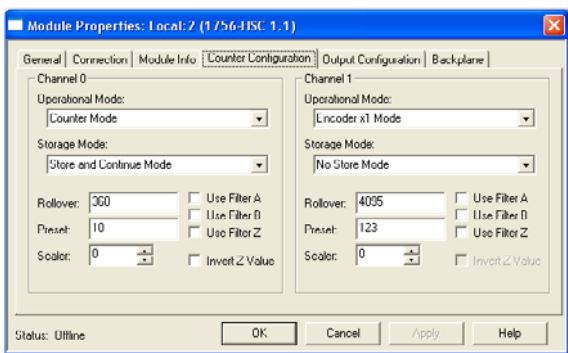 Module Properties: Local:2 (1756-HSC 1.1)
General Connection Module Info Counter Configuration Output Configuration Backplane
Channel 0
Operational Mode:
Counter Mode
Storage Mode:
Store and Continue Mode
Rollover: 360
Preset: 10
Scaler: 0
Use Filter A
Use Filter B
Use Filter Z
Invert Z Value
Channel 1
Operational Mode:
Encoder x1 Mode
Storage Mode:
No Store Mode
Rollover: 4095
Preset: 123
Scaler: 0
Use Filter A
Use Filter B
Use Filter Z
Invert Z Value
Status: Offline
OK Cancel Apply Help